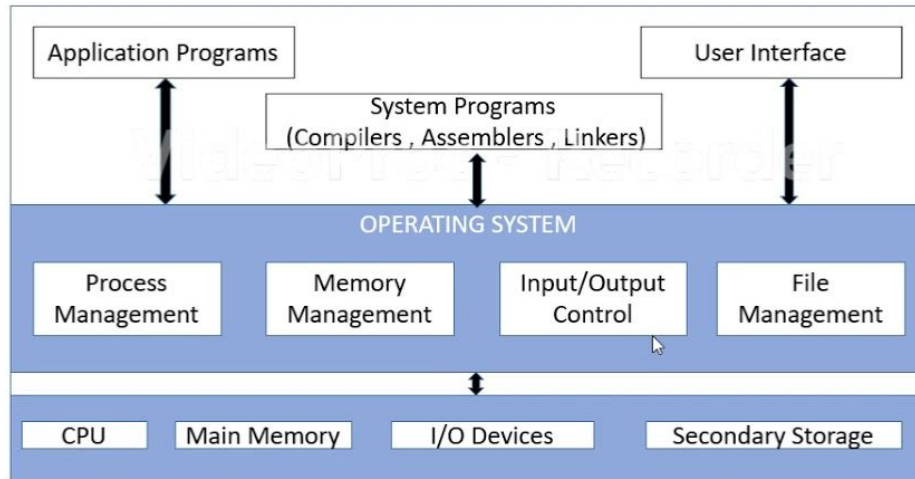 Application Programs
User Interface
System Programs
(Compilers , Assemblers , Linkers)
OPERATING SYSTEM
Process
Management
Memory
Management
Input/Output
Control
File
Management
CPU
Main Memory
I/O Devices
Secondary Storage